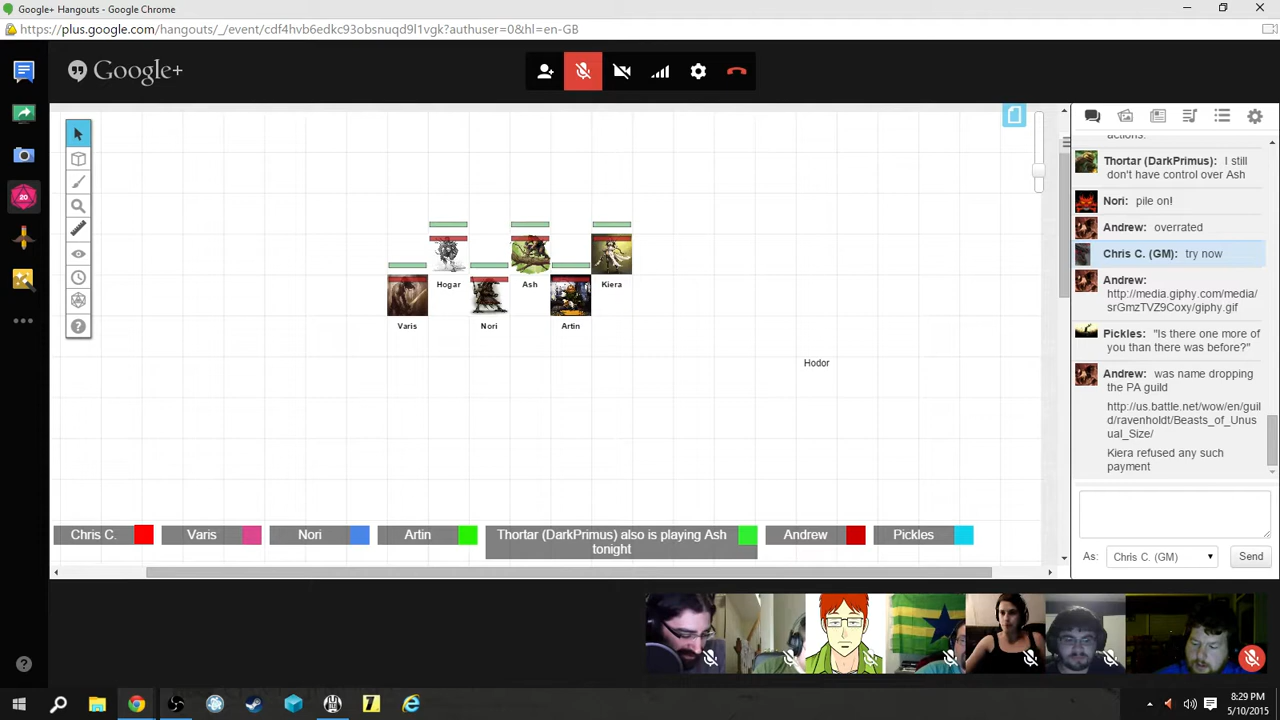 Google+ Hangouts - Google Chrome
https://plus.google.com/hangouts/_/event/cdf4hvb6edkc93obsnuqd9l1vgk?authuser=0&hl=en-GB
Google+
actions.
Thortar (DarkPrimus): I still
don't have control over Ash
Nori: pile on!
Andrew: overrated
Chris C. (GM): try now
Andrew:
http://media.giphy.com/media/
srGmzTVZ9Coxy/giphy.gif
Pickles: "Is there one more of
you than there was before?"
Andrew: was name dropping
the PA guild
http://us.battle.net/wow/en/guil
d/ravenholdt/Beasts_of_Unus
ual_Size/
Kiera refused any such
payment
20
Hogar
Ash
Kiera
Varis
Nori
Artin
Hodor
Chris C.
Varis
Nori
Artin
Thortar (DarkPrimus) also is playing Ash
tonight
Andrew
Pickles
As: Chris C. (GM)
Send
8:29 PM
5/10/2015